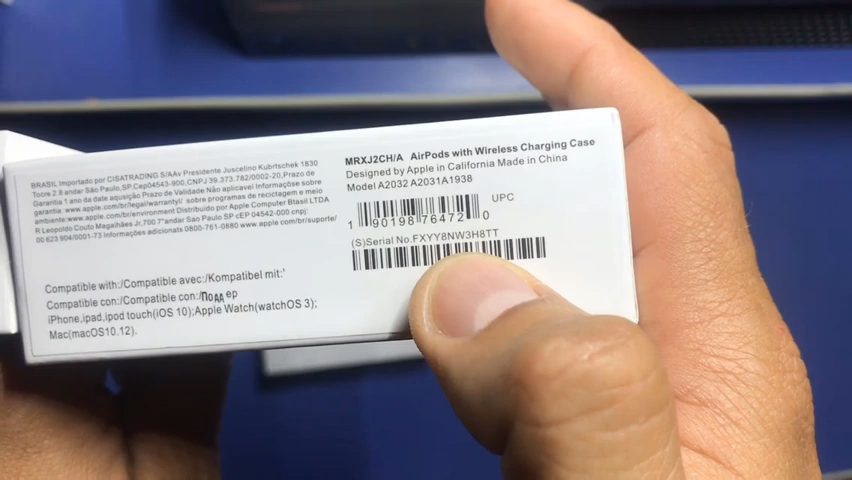 BRASIL Importado por CISATRADING S/AAv Presidente Juscelino Kubrtschek 1830
Tocre 2.8.andar São Paulo,SP.Cep04543-900,CNPJ 39.373.782/0002-20,Prazo de
Garantia 1 ano da date aqusição Prazo de Validade Não aplicavel Informaçõse sobre
garantia: www.apple.com/br/legal/warrantyl/ sobre programas de reciclagem e meio
ambiente:www.apple.com/br/environment Distribuido por Apple Computer Btasil LTDA
R Leopoldo Couto Magalhães Jr,700 7°andar Sao Paulo SP cEP 04542-000 cnpj:
00 623 904/0001-73 Informações adicionats 0800-761-0880 www.apple.com/br/suporte/
Compatible with:/Compatible avec:/Kompatibel mit:'
Compatible con:/Compatible con:/Подд ер
iPhone,ipad,ipod touch(iOS 10);Apple Watch(watchOS 3);
Mac(macOS10.12).
MRXJ2CH/A AirPods with Wireless Charging Case
Designed by Apple in California Made in China
Model A2032 A2031A1938
UPC
1 90198 76472 0
(S)Serial No.FXYY8NW3H8TT